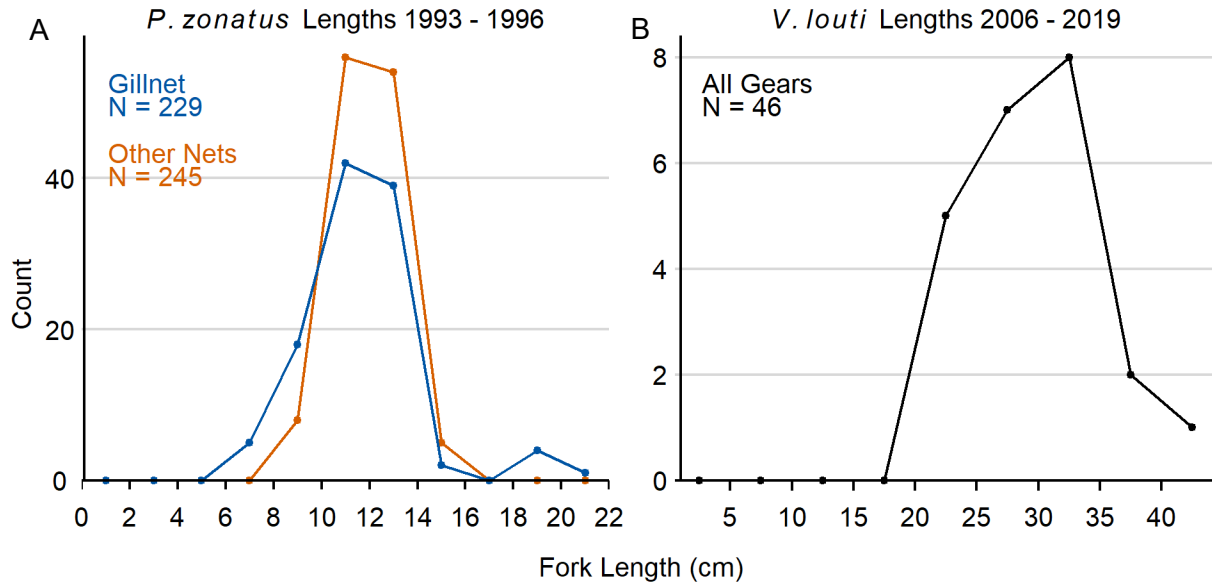 A
P. zonatus Lengths 1993 - 1996
Gillnet
N = 229
Other Nets
N = 245
Count
40
20
0
0 2 4 6 8 10 12 14 16 18 20 22
B
V. louti Lengths 2006 - 2019
All Gears
N = 46
8
6
4
2
0
5 10 15 20 25 30 35 40
Fork Length (cm)